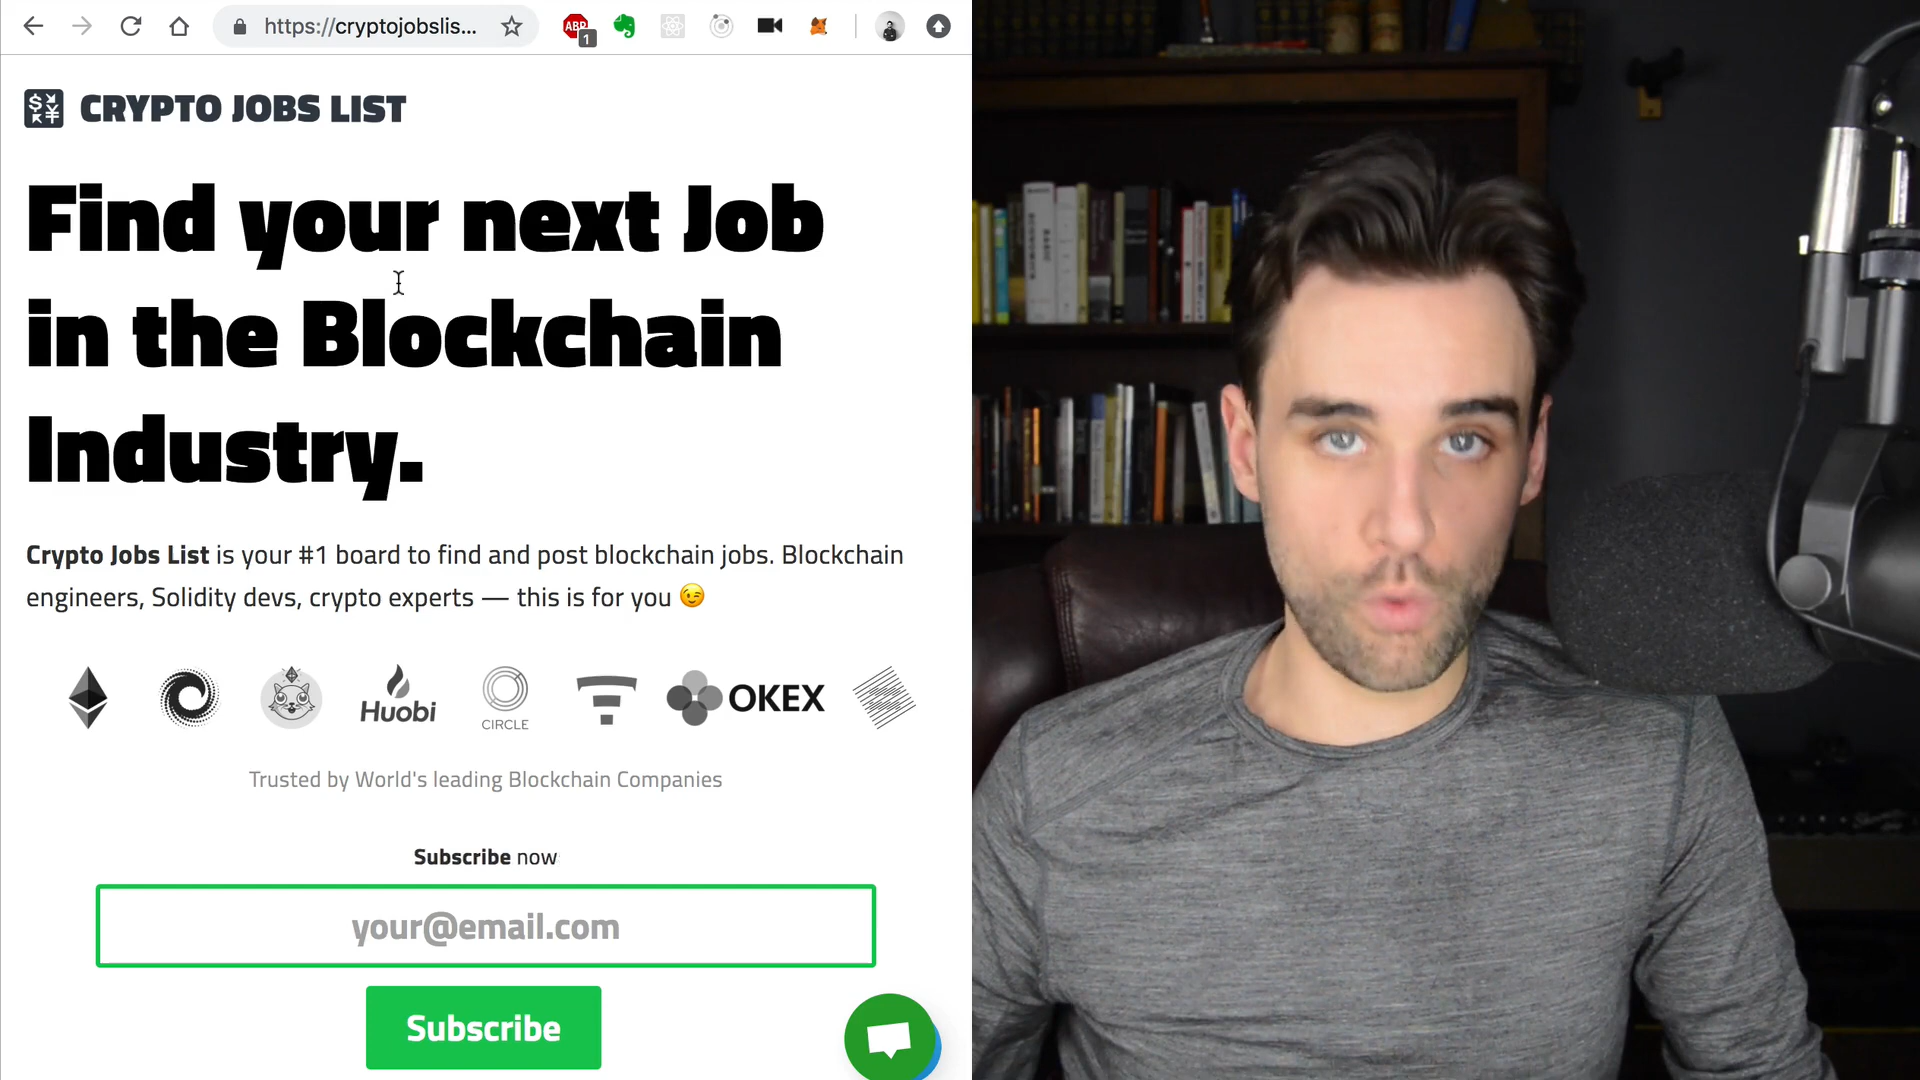 https://cryptojobslis...
ABP
1
CRYPTO JOBS LIST
Find your next Job
in the Blockchain
Industry.
Crypto Jobs List is your #1 board to find and post blockchain jobs. Blockchain
engineers, Solidity devs, crypto experts — this is for you 😉
Huobi
CIRCLE
OKEX
Trusted by World's leading Blockchain Companies
Subscribe now
your@email.com
Subscribe